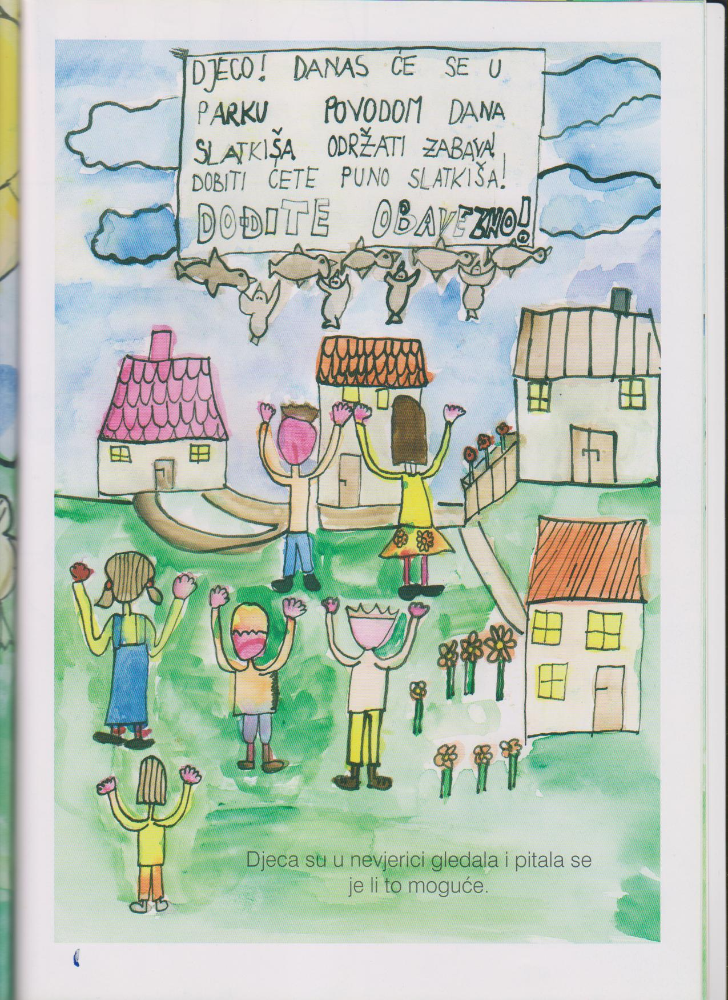 DJECO! DANAS ĆE SE U
PARKU POVODOM DANA
SLATKIŠA ODRŽATI ZABAVA!
DOBITI ĆETE PUNO SLATKIŠA!
DOĐITE OBAVEZNO!
Djeca su u nevjerici gledala i pitala se
je li to moguće.